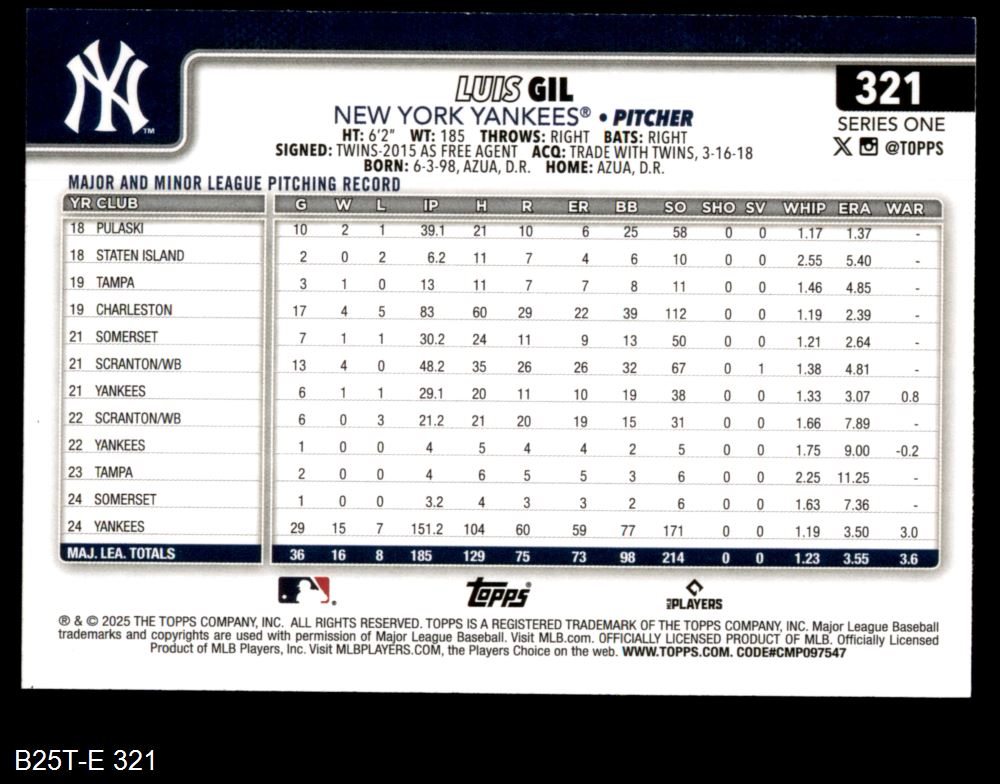 NY
™
321
SERIES ONE
@TOPPS
LUIS GIL
NEW YORK YANKEES® • PITCHER
HT: 6'2" WT: 185 THROWS: RIGHT BATS: RIGHT
SIGNED: TWINS-2015 AS FREE AGENT ACQ: TRADE WITH TWINS, 3-16-18
BORN: 6-3-98, AZUA, D.R. HOME: AZUA, D.R.
MAJOR AND MINOR LEAGUE PITCHING RECORD
YR CLUB G W L IP H R ER BB SO SHO SV WHIP ERA WAR
18 PULASKI 10 2 1 39.1 21 10 6 25 58 0 0 1.17 1.37 -
18 STATEN ISLAND 2 0 2 6.2 11 7 4 6 10 0 0 2.55 5.40 -
19 TAMPA 3 1 0 13 11 7 7 8 11 0 0 1.46 4.85 -
19 CHARLESTON 17 4 5 83 60 29 22 39 112 0 0 1.19 2.39 -
21 SOMERSET 7 1 1 30.2 24 11 9 13 50 0 0 1.21 2.64 -
21 SCRANTON/WB 13 4 0 48.2 35 26 26 32 67 0 1 1.38 4.81 -
21 YANKEES 6 1 1 29.1 20 11 10 19 38 0 0 1.33 3.07 0.8
22 SCRANTON/WB 6 0 3 21.2 21 20 19 15 31 0 0 1.66 7.89 -
22 YANKEES 1 0 0 4 5 4 4 2 5 0 0 1.75 9.00 -0.2
23 TAMPA 2 0 0 4 6 5 5 3 6 0 0 2.25 11.25 -
24 SOMERSET 1 0 0 3.2 4 3 3 2 6 0 0 1.63 7.36 -
24 YANKEES 29 15 7 151.2 104 60 59 77 171 0 0 1.19 3.50 3.0
MAJ. LEA. TOTALS 36 16 8 185 129 75 73 98 214 0 0 1.23 3.55 3.6
Topps
MLB PLAYERS
® & © 2025 THE TOPPS COMPANY, INC. ALL RIGHTS RESERVED. TOPPS IS A REGISTERED TRADEMARK OF THE TOPPS COMPANY, INC. Major League Baseball
trademarks and copyrights are used with permission of Major League Baseball. Visit MLB.com. OFFICIALLY LICENSED PRODUCT OF MLB. Officially Licensed
Product of MLB Players, Inc. Visit MLBPLAYERS.COM, the Players Choice on the web. WWW.TOPPS.COM. CODE#CMP097547
B25T-E 321